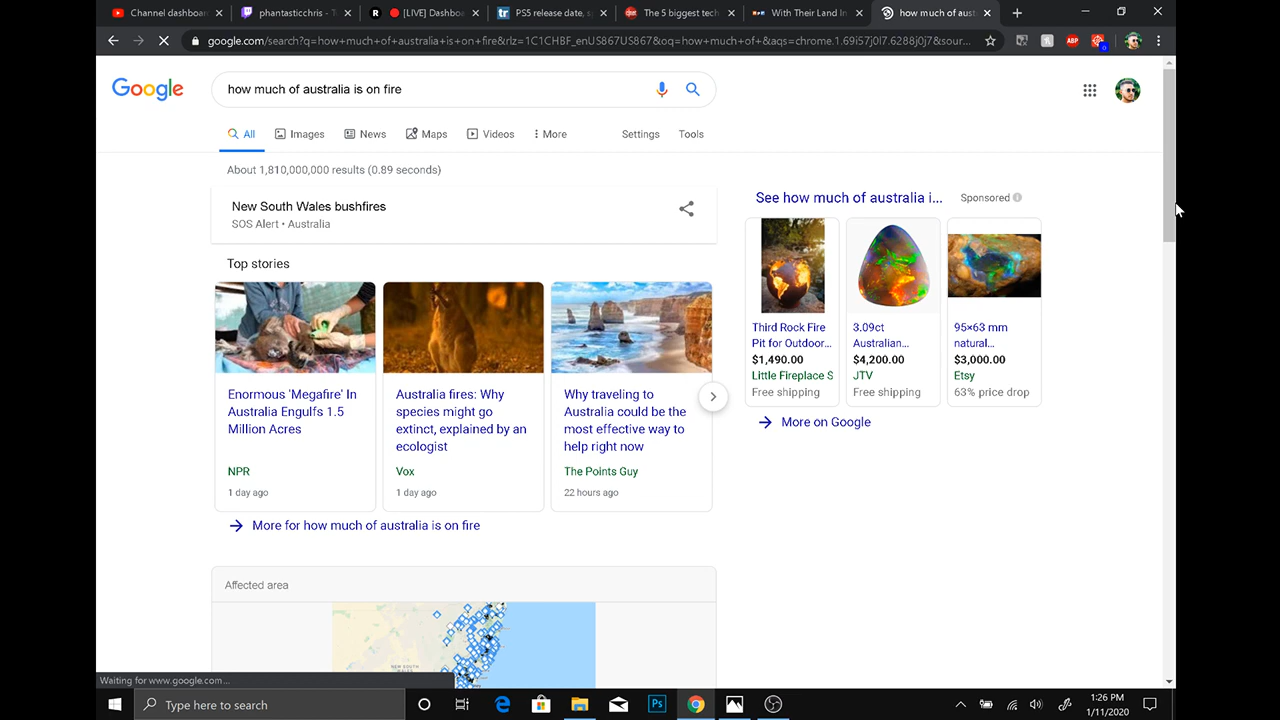 Channel dashboard
phantasticchris - T
[LIVE] Dashboa
PS5 release date, s
The 5 biggest tech
With Their Land In
how much of aust
google.com/search?q=how+much+of+australia+is+on+fire&rlz=1C1CHBF_enUS867US867&oq=how+much+of+&aqs=chrome.1.69i57j0l7.6288j0j7&sour...
ABP
Google
how much of australia is on fire
All
Images
News
Maps
Videos
More
Settings
Tools
About 1,810,000,000 results (0.89 seconds)
New South Wales bushfires
SOS Alert • Australia
Top stories
Enormous 'Megafire' In
Australia Engulfs 1.5
Million Acres
NPR
1 day ago
Australia fires: Why
species might go
extinct, explained by an
ecologist
Vox
1 day ago
Why traveling to
Australia could be the
most effective way to
help right now
The Points Guy
22 hours ago
More for how much of australia is on fire
See how much of australia i...
Sponsored
Third Rock Fire
Pit for Outdoor...
$1,490.00
Little Fireplace S
Free shipping
3.09ct
Australian...
$4,200.00
JTV
Free shipping
95×63 mm
natural...
$3,000.00
Etsy
63% price drop
More on Google
Affected area
NEW SOUTH
WALES
Waiting for www.google.com...
Type here to search
Ps
1:26 PM
1/11/2020